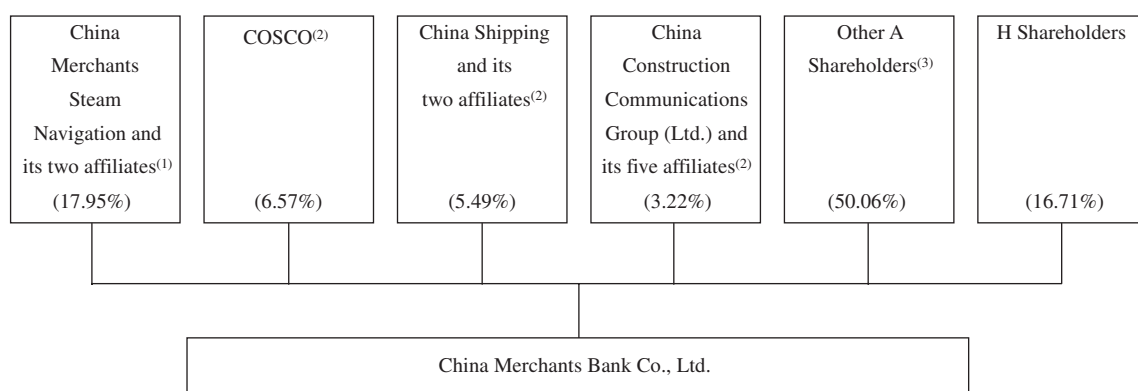 China
Merchants
Steam
Navigation and
its two affiliates(1)
(17.95%)
COSCO(2)
(6.57%)
China Shipping
and its
two affiliates(2)
(5.49%)
China
Construction
Communications
Group (Ltd.) and
its five affiliates(2)
(3.22%)
Other A
Shareholders(3)
(50.06%)
H Shareholders
(16.71%)
China Merchants Bank Co., Ltd.